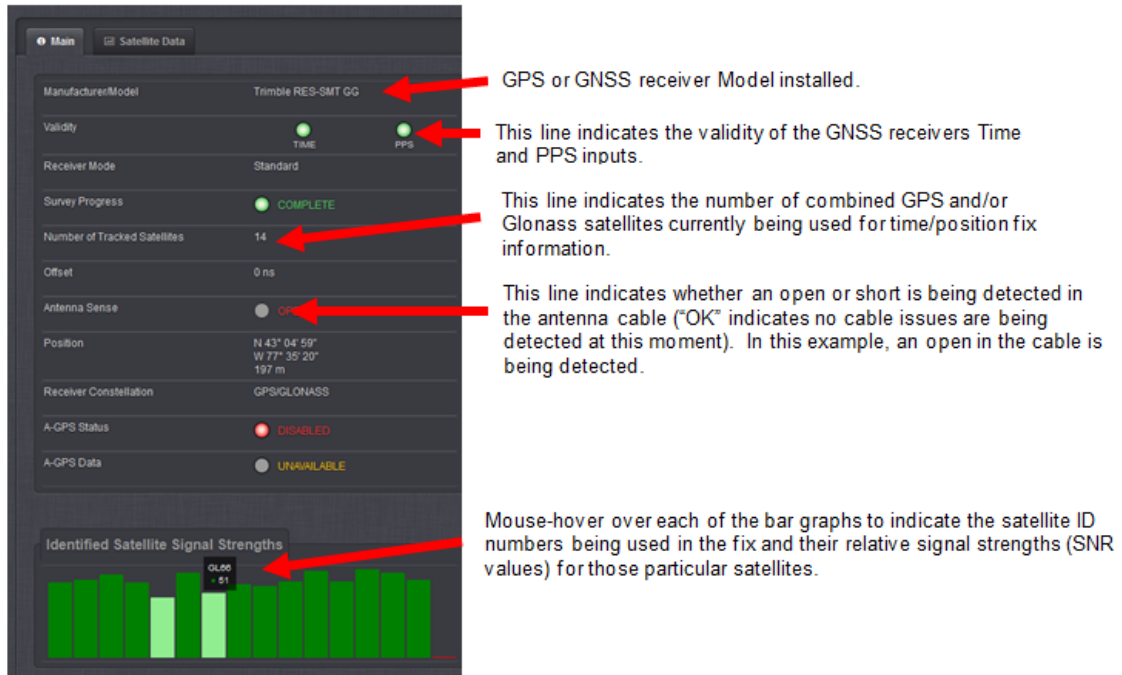 Main
Satellite Data
Manufacturer/Model
Trimble RES-SMT GG
GPS or GNSS receiver Model installed.
Validity
TIME
PPS
This line indicates the validity of the GNSS receivers Time
and PPS inputs.
Receiver Mode
Standard
Survey Progress
COMPLETE
This line indicates the number of combined GPS and/or
Glonass satellites currently being used for time/position fix
information.
Number of Tracked Satellites
14
Offset
0 ns
Antenna Sense
This line indicates whether an open or short is being detected in
the antenna cable (“OK” indicates no cable issues are being
detected at this moment). In this example, an open in the cable is
being detected.
Position
N 43° 04' 59"
W 77° 35' 20"
197 m
Receiver Constellation
GPS/GLONASS
A-GPS Status
DISABLED
A-GPS Data
UNAVAILABLE
Identified Satellite Signal Strengths
GL66
51
Mouse-hover over each of the bar graphs to indicate the satellite ID
numbers being used in the fix and their relative signal strengths (SNR
values) for those particular satellites.